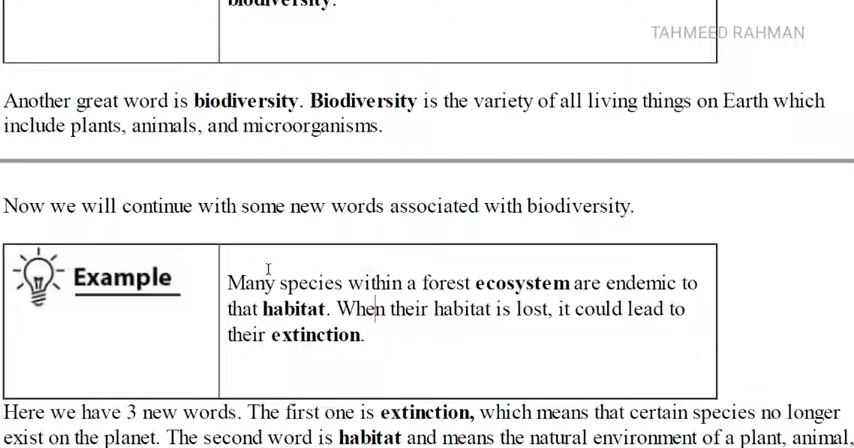 biodiversity.
TAHMEED RAHMAN
Another great word is biodiversity. Biodiversity is the variety of all living things on Earth which
include plants, animals, and microorganisms.
Now we will continue with some new words associated with biodiversity.
Example
Many species within a forest ecosystem are endemic to
that habitat. When their habitat is lost, it could lead to
their extinction.
Here we have 3 new words. The first one is extinction, which means that certain species no longer
exist on the planet. The second word is habitat and means the natural environment of a plant, animal,